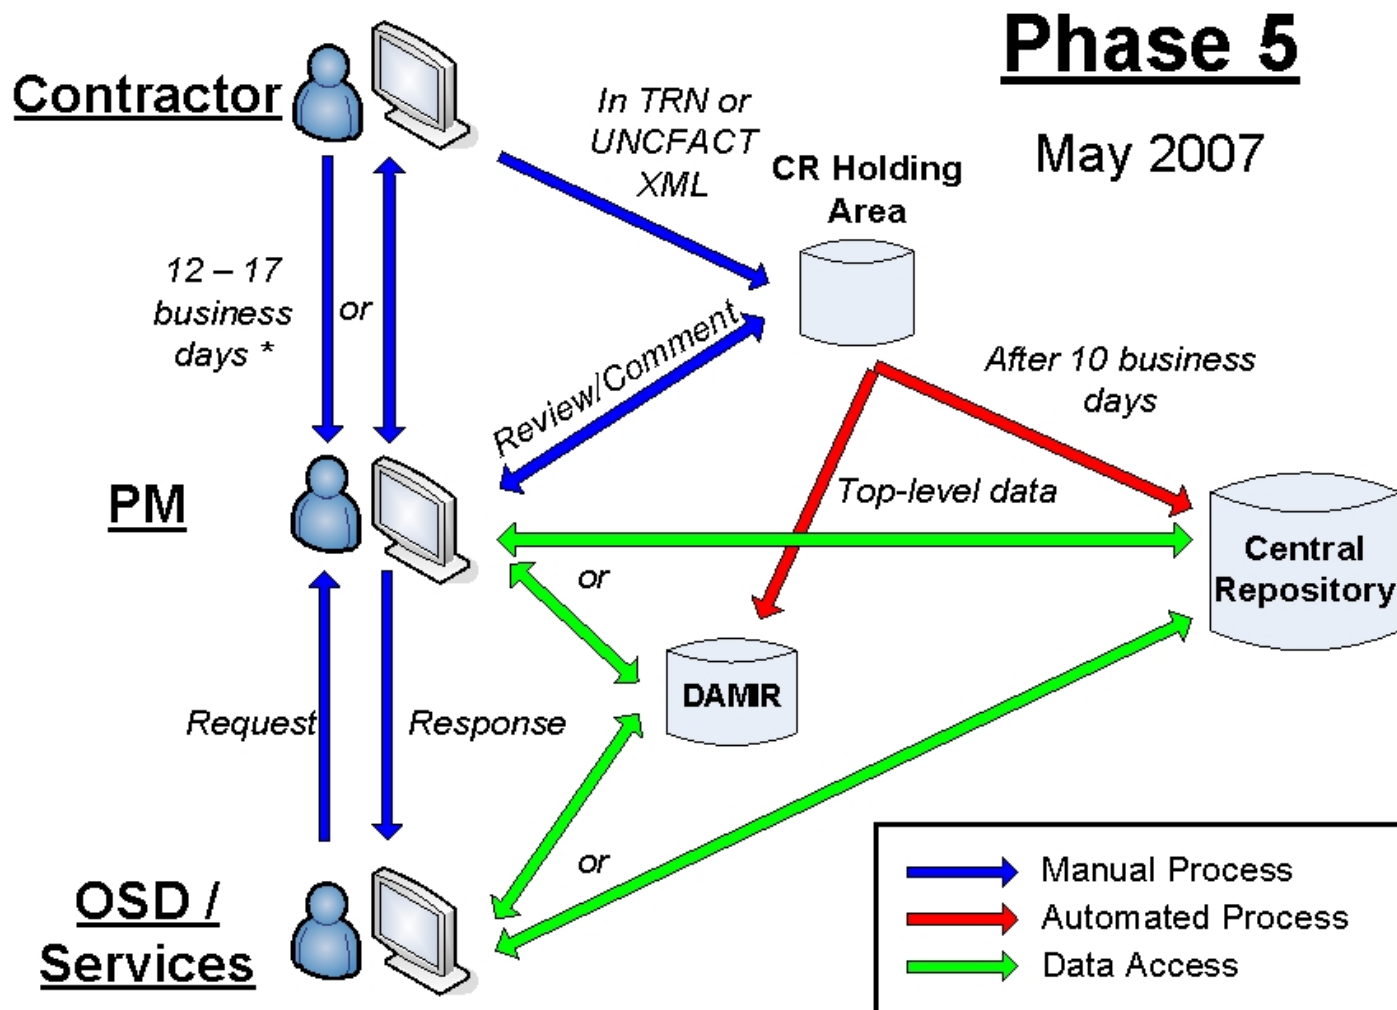 Phase 5
May 2007
Contractor
In TRN or
UNCFACT
XML
CR Holding
Area
12 – 17
business
days *
or
Review/Comment
After 10 business
days
PM
Top-level data
Central
Repository
or
DAMIR
Request
Response
or
OSD /
Services
Manual Process
Automated Process
Data Access